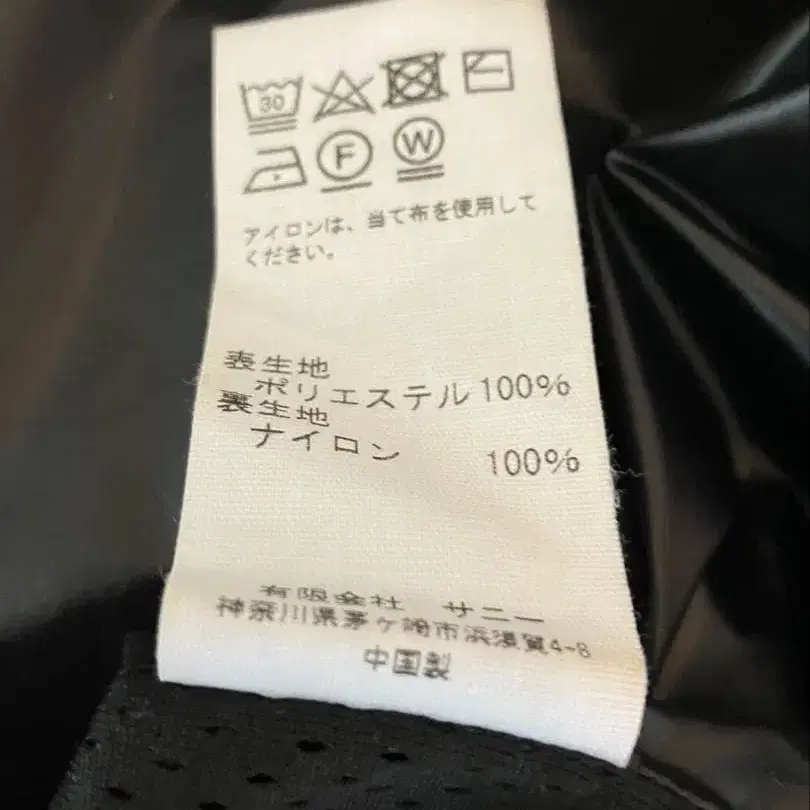 30
F W
アイロンは、当て布を使用して
ください。
表生地
ポリエステル 100%
裏生地
ナイロン 100%
有限会社 サニー
神奈川県茅ヶ崎市浜須賀4-8
中国製